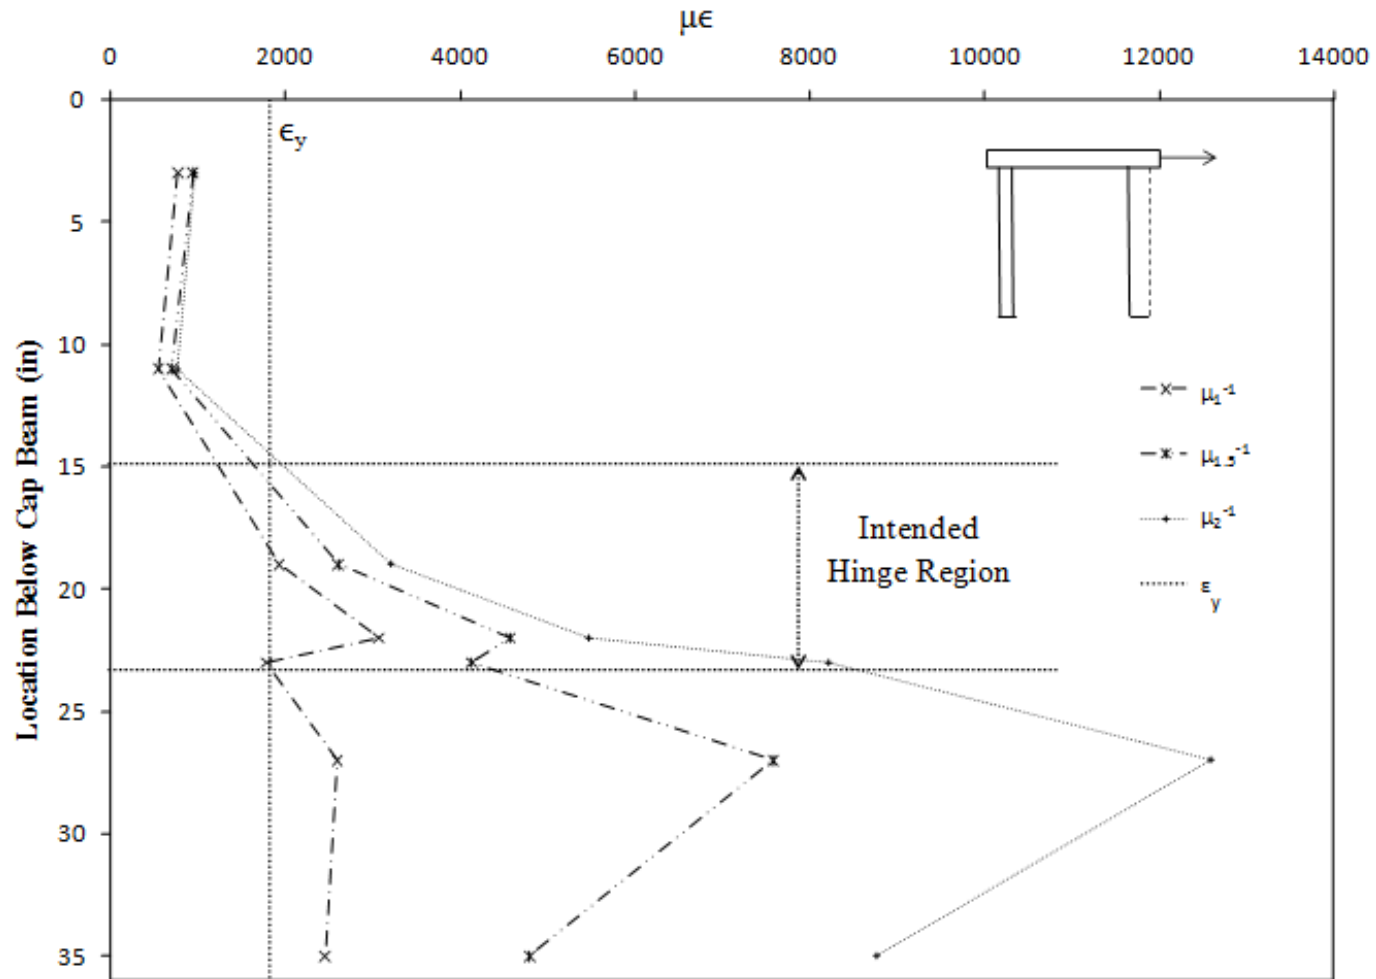 με
0 2000 4000 6000 8000 10000 12000 14000
Location Below Cap Beam (in)
0
5
10
15
20
25
30
35
ϵy
Intended
Hinge Region
μ₁⁻¹
μ₁.₅⁻¹
μ₂⁻¹
εy